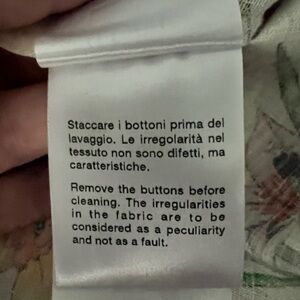 Staccare i bottoni prima del
lavaggio. Le irregolarità nel
tessuto non sono difetti, ma
caratteristiche.
Remove the buttons before
cleaning. The irregularities
in the fabric are to be
considered as a peculiarity
and not as a fault.